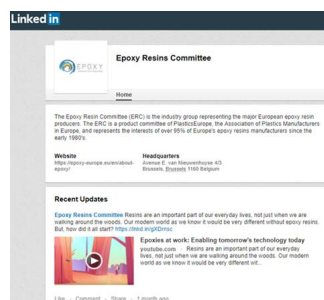 Linked in
EPOXY
Epoxy Resins Committee
Home
The Epoxy Resin Committee (ERC) is the industry group representing the major European epoxy resin
producers. The ERC is a product committee of PlasticsEurope, the Association of Plastics Manufacturers
in Europe, and represents the interests of over 95% of Europe's epoxy resins manufacturers since the
early 1980's.
Website
https://epoxy-europe.eu/en/about-
epoxy/
Headquarters
Avenue E. van Nieuwenhuyse 4/3
Brussels, Brussels 1160 Belgium
Recent Updates
Epoxy Resins Committee Resins are an important part of our everyday lives, not just when we are
walking around the woods. Our modern world as we know it would be very different without epoxy resins.
But, how did it all start?
Epoxies at work: Enabling tomorrow's technology today
youtube.com · Resins are an important part of our everyday
lives, not just when we are walking around the woods. Our modern
world as we know it would be very different wit...
Like · Comment · Share · 1 month ago